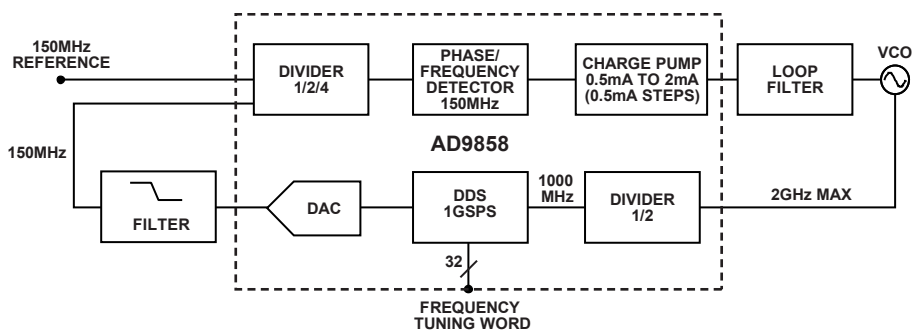 150MHz
REFERENCE
DIVIDER
1/2/4
PHASE/
FREQUENCY
DETECTOR
150MHz
CHARGE PUMP
0.5mA TO 2mA
(0.5mA STEPS)
LOOP
FILTER
VCO
AD9858
150MHz
FILTER
DAC
DDS
1GSPS
1000
MHz
DIVIDER
1/2
2GHz MAX
32
FREQUENCY
TUNING WORD